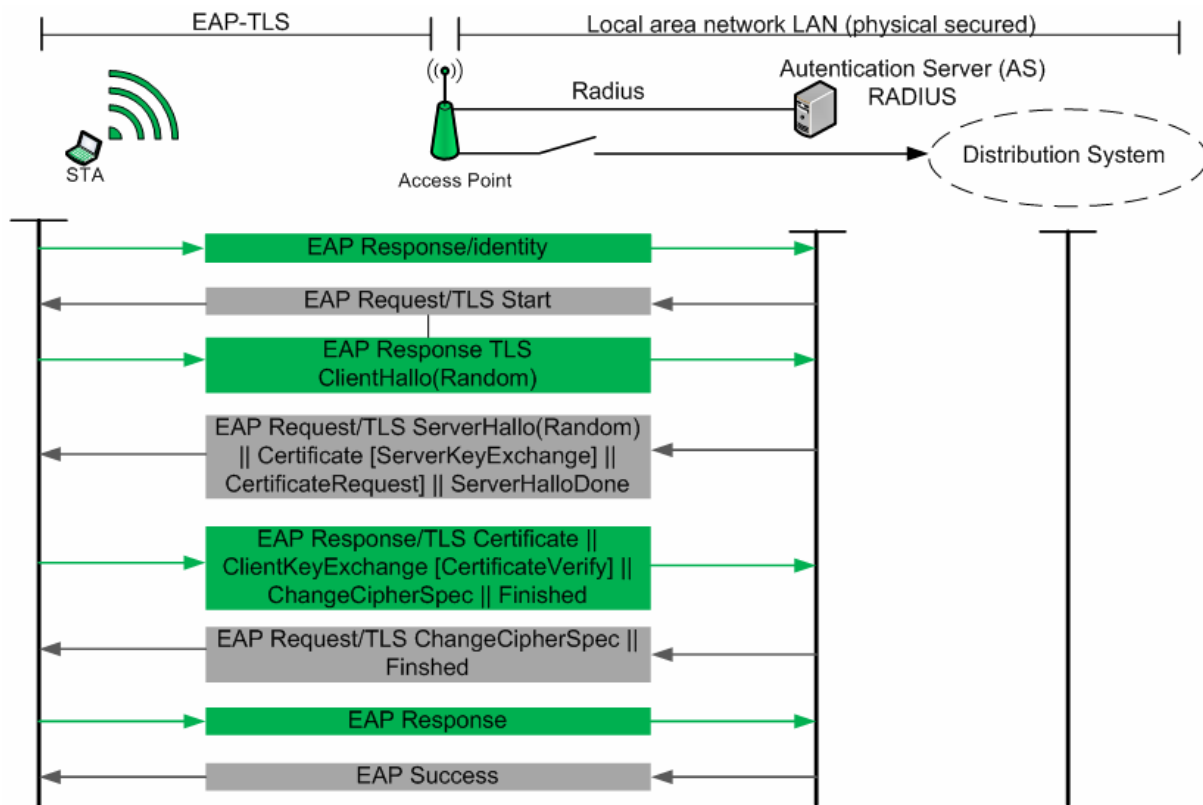 EAP-TLS
Local area network LAN (physical secured)
Autentication Server (AS)
RADIUS
Radius
STA
Access Point
Distribution System
EAP Response/identity
EAP Request/TLS Start
EAP Response TLS
ClientHallo(Random)
EAP Request/TLS ServerHallo(Random)
|| Certificate [ServerKeyExchange] ||
CertificateRequest] || ServerHalloDone
EAP Response/TLS Certificate ||
ClientKeyExchange [CertificateVerify] ||
ChangeCipherSpec || Finished
EAP Request/TLS ChangeCipherSpec ||
Finshed
EAP Response
EAP Success